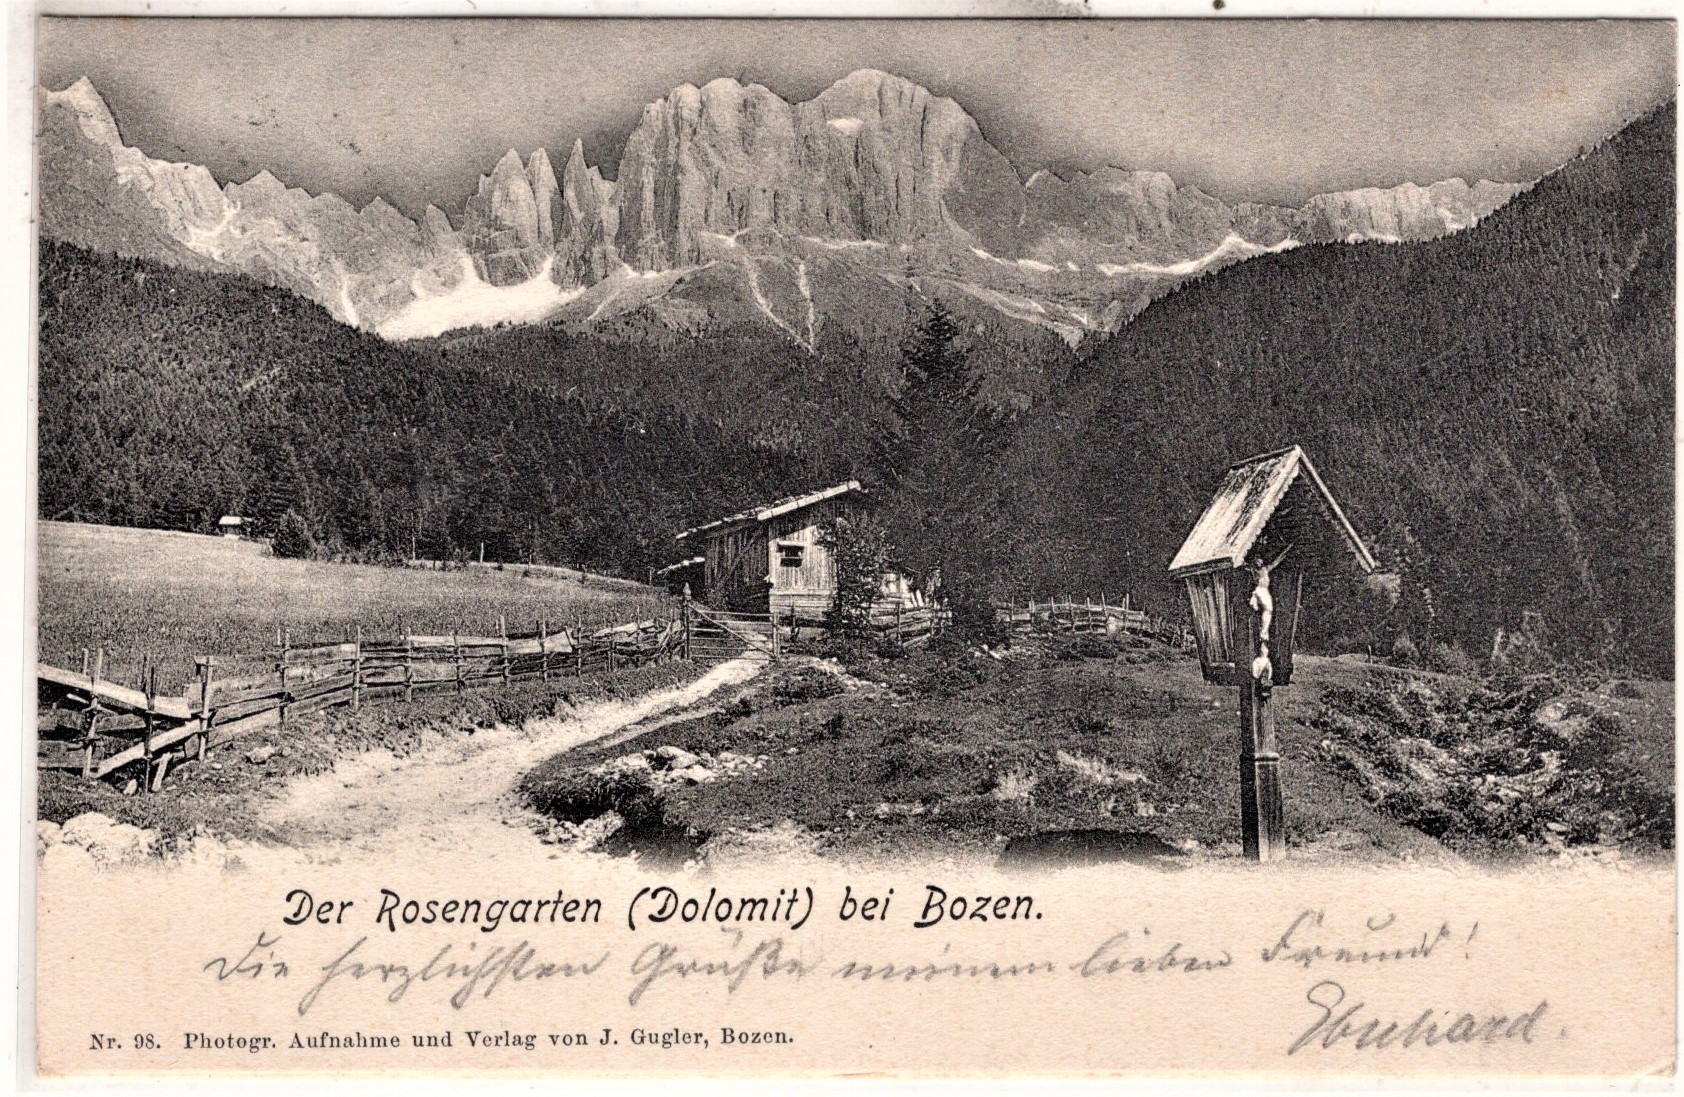 Der Rosengarten (Dolomit) bei Bozen.
Die herzlichsten Grüße meinem lieben Freund!
Eberhard.
Nr. 98. Photogr. Aufnahme und Verlag von J. Gugler, Bozen.